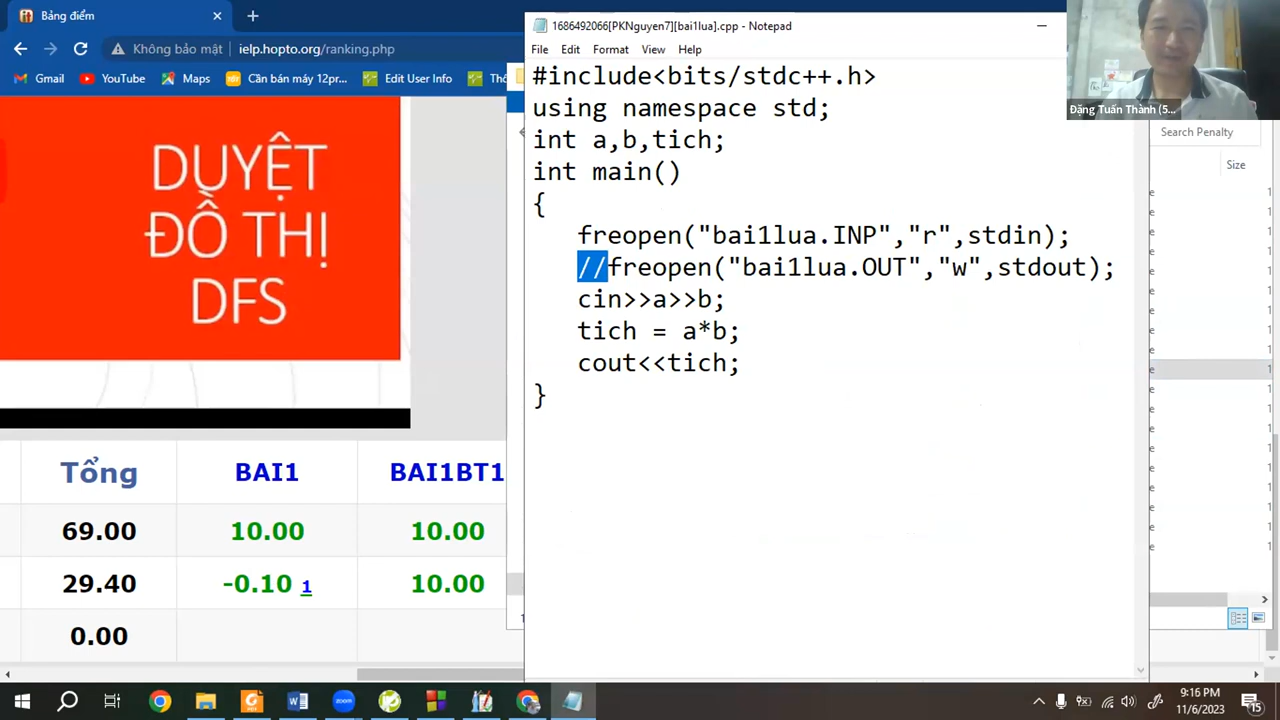 Bảng điểm
Không bảo mật
ielp.hopto.org/ranking.php
Gmail
YouTube
Maps
Cần bán máy 12pr...
Edit User Info
DUYỆT
ĐỒ THỊ
DFS
Tổng BAI1 BAI1BT1
69.00 10.00 10.00
29.40 -0.10 1 10.00
0.00
1686492066[PKNguyen7][bai1lua].cpp - Notepad
File Edit Format View Help
#include<bits/stdc++.h>
using namespace std;
int a,b,tich;
int main()
{
freopen("bai1lua.INP","r",stdin);
//freopen("bai1lua.OUT","w",stdout);
cin>>a>>b;
tich = a*b;
cout<<tich;
}
Đặng Tuấn Thành (5...
Search Penalty
Size
9:16 PM
11/6/2023
15